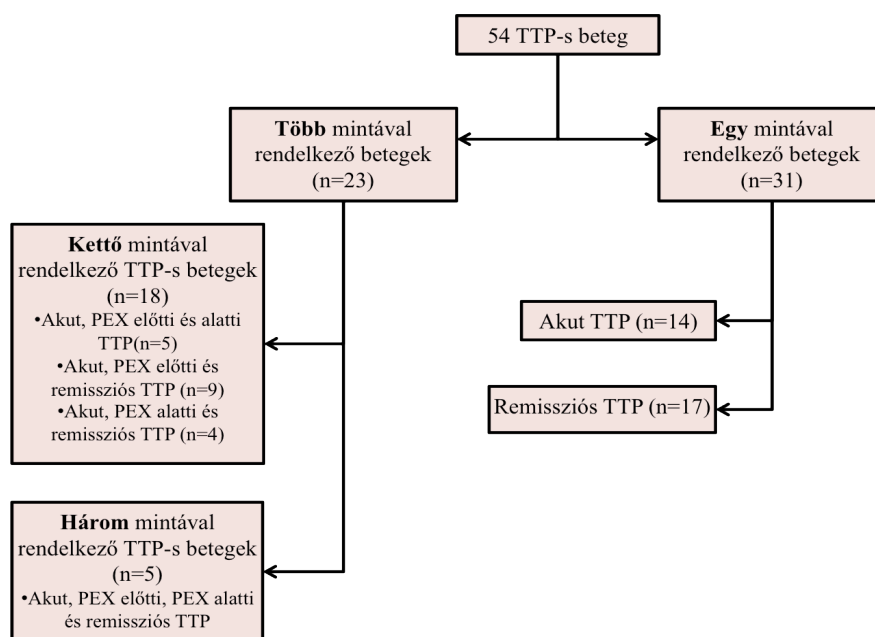 54 TTP-s beteg
Több mintával
rendelkező betegek
(n=23)
Egy mintával
rendelkező betegek
(n=31)
Kettő mintával
rendelkező TTP-s betegek
(n=18)
•Akut, PEX előtti és alatti
TTP(n=5)
•Akut, PEX előtti és
remissziós TTP (n=9)
•Akut, PEX alatti és
remissziós TTP (n=4)
Akut TTP (n=14)
Remissziós TTP (n=17)
Három mintával
rendelkező TTP-s betegek
(n=5)
•Akut, PEX előtti, PEX alatti
és remissziós TTP